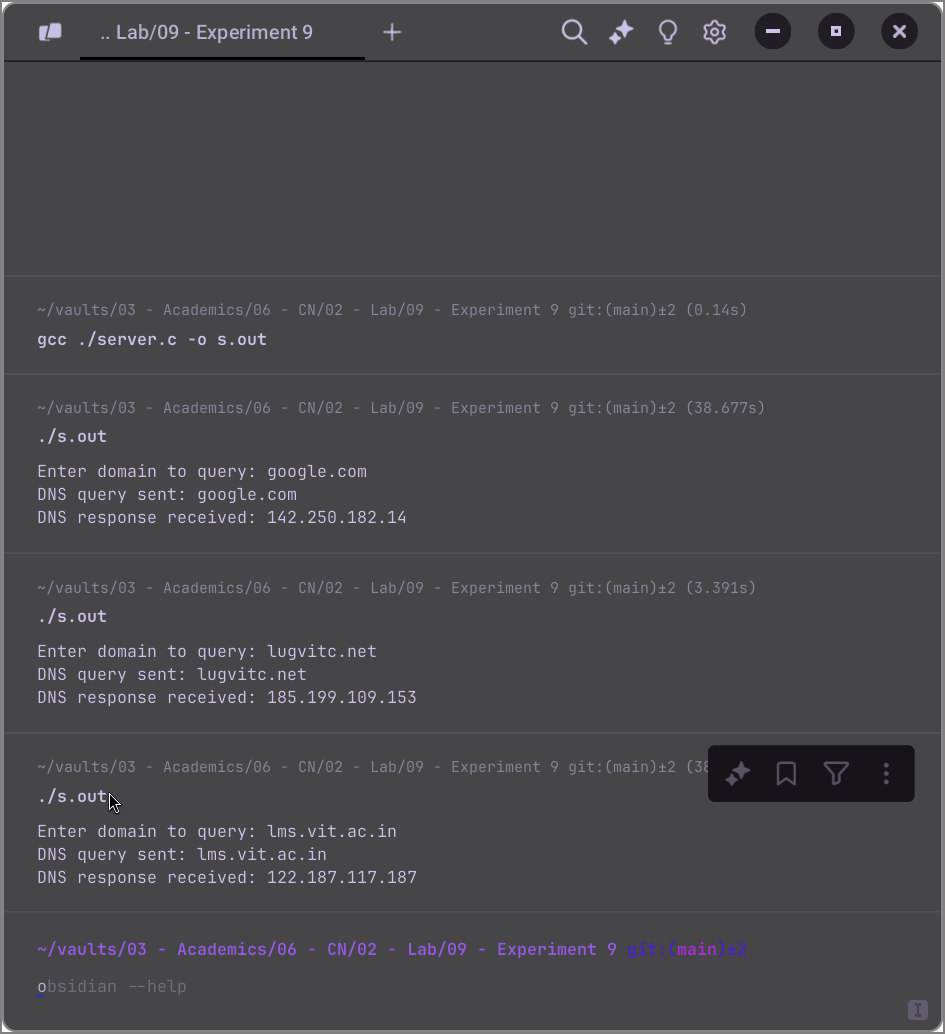 .. Lab/09 - Experiment 9
~/vaults/03 - Academics/06 - CN/02 - Lab/09 - Experiment 9 git:(main)±2 (0.14s)
gcc ./server.c -o s.out
~/vaults/03 - Academics/06 - CN/02 - Lab/09 - Experiment 9 git:(main)±2 (38.677s)
./s.out
Enter domain to query: google.com
DNS query sent: google.com
DNS response received: 142.250.182.14
~/vaults/03 - Academics/06 - CN/02 - Lab/09 - Experiment 9 git:(main)±2 (3.391s)
./s.out
Enter domain to query: lugvitc.net
DNS query sent: lugvitc.net
DNS response received: 185.199.109.153
~/vaults/03 - Academics/06 - CN/02 - Lab/09 - Experiment 9 git:(main)±2 (38
./s.out
Enter domain to query: lms.vit.ac.in
DNS query sent: lms.vit.ac.in
DNS response received: 122.187.117.187
~/vaults/03 - Academics/06 - CN/02 - Lab/09 - Experiment 9 git:(main)±2
obsidian --help